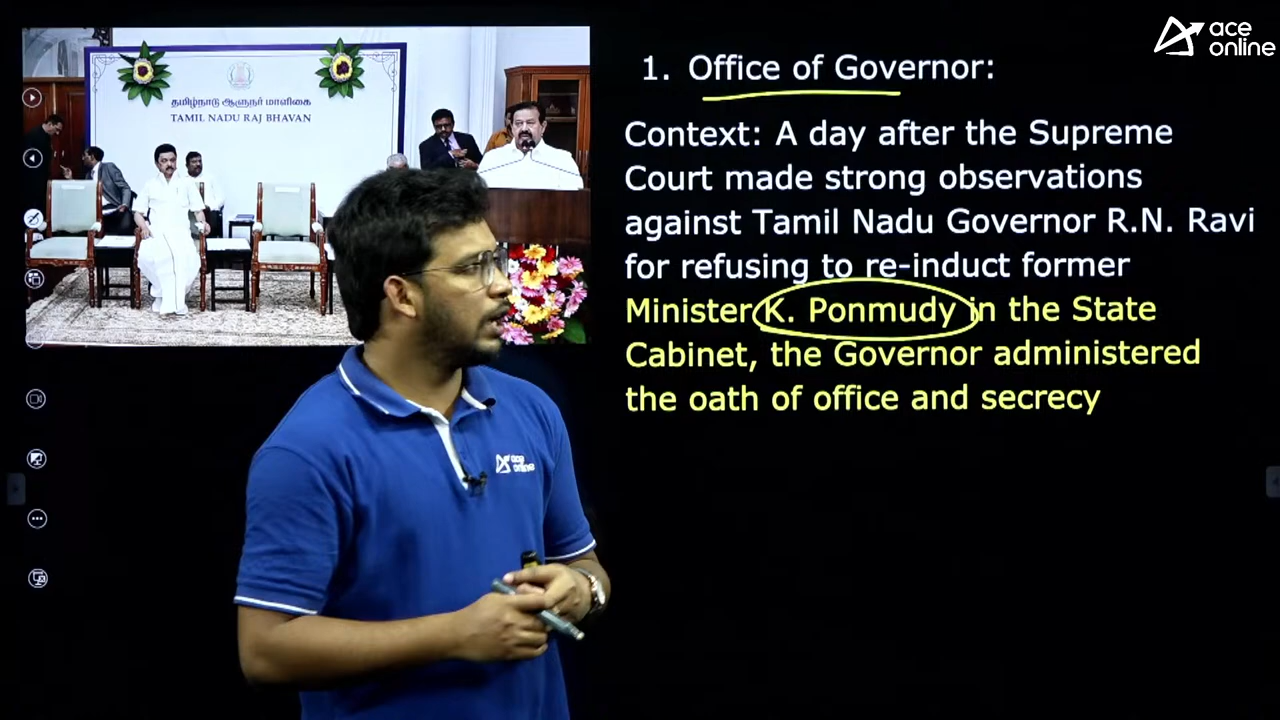 ace
online
தமிழ்நாடு ஆளுநர் மாளிகை
TAMIL NADU RAJ BHAVAN
1. Office of Governor:
Context: A day after the Supreme
Court made strong observations
against Tamil Nadu Governor R.N. Ravi
for refusing to re-induct former
Minister K. Ponmudy in the State
Cabinet, the Governor administered
the oath of office and secrecy
ace
online